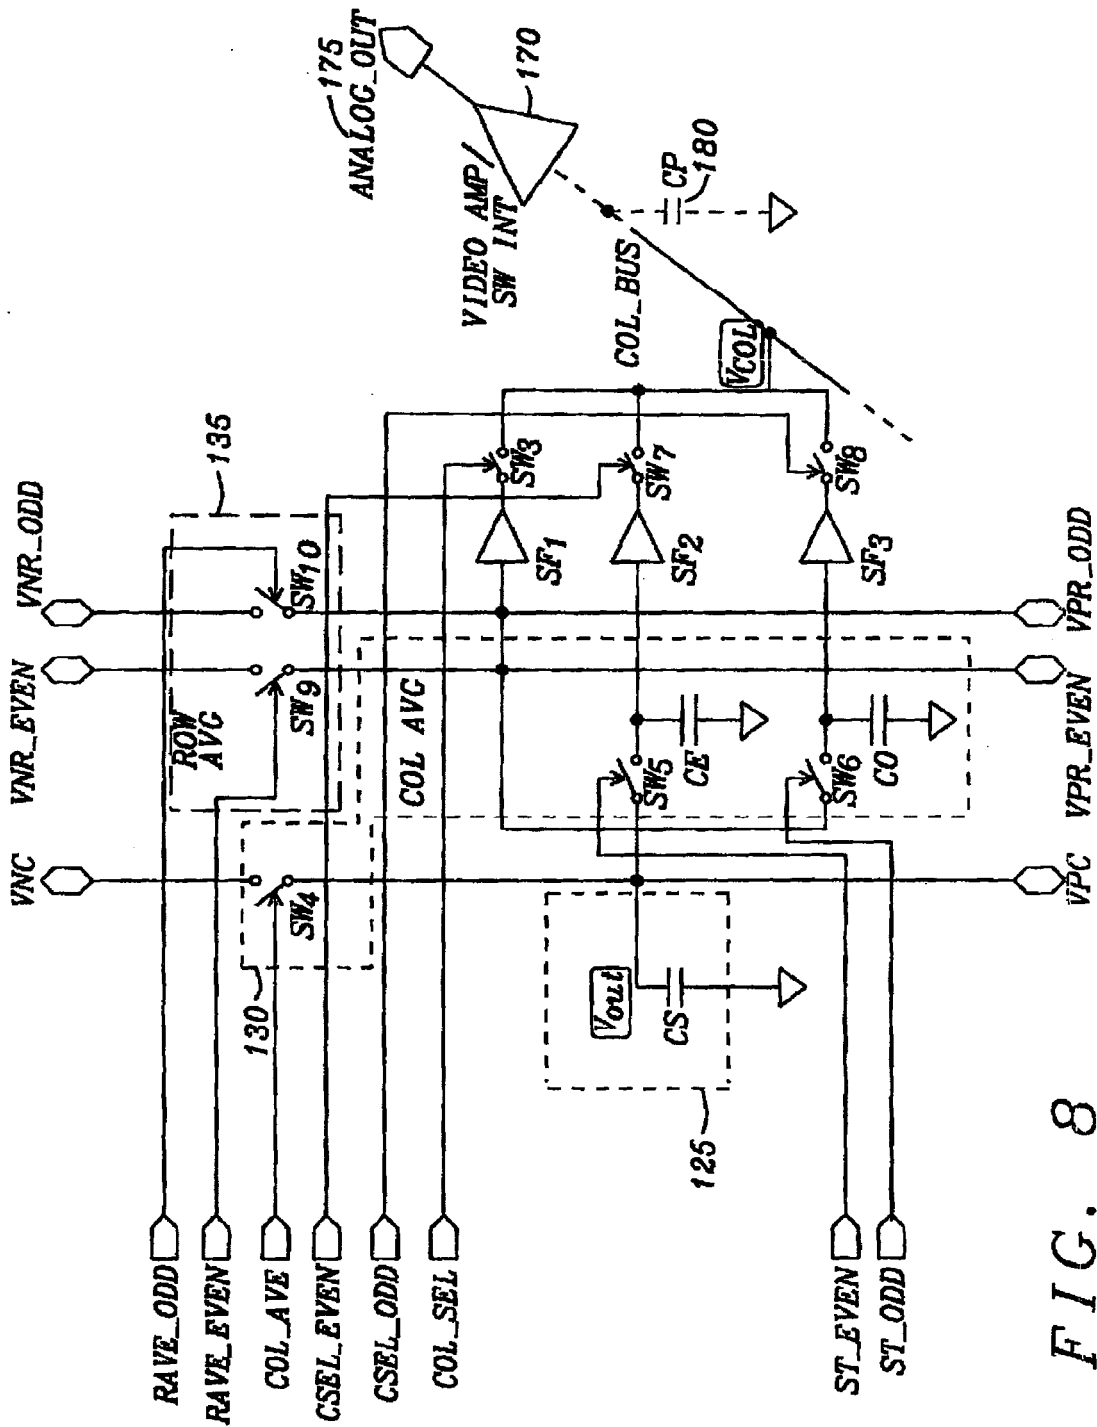 175
ANALOG_OUT
170
VIDEO AMP/
SW INT
CP
180
COL_BUS
VCOL
135
VNR_ODD
VNR_EVEN
VNC
ROW
AVG
SW10
SW9
SW4
130
COL AVG
SW3
SW7
SW8
SF1
SF2
SF3
SW5
CE
SW6
CO
VPR_ODD
VPR_EVEN
VPC
Vout
CS
125
RAVE_ODD
RAVE_EVEN
COL_AVE
CSEL_EVEN
CSEL_ODD
COL_SEL
ST_EVEN
ST_ODD
FIG. 8